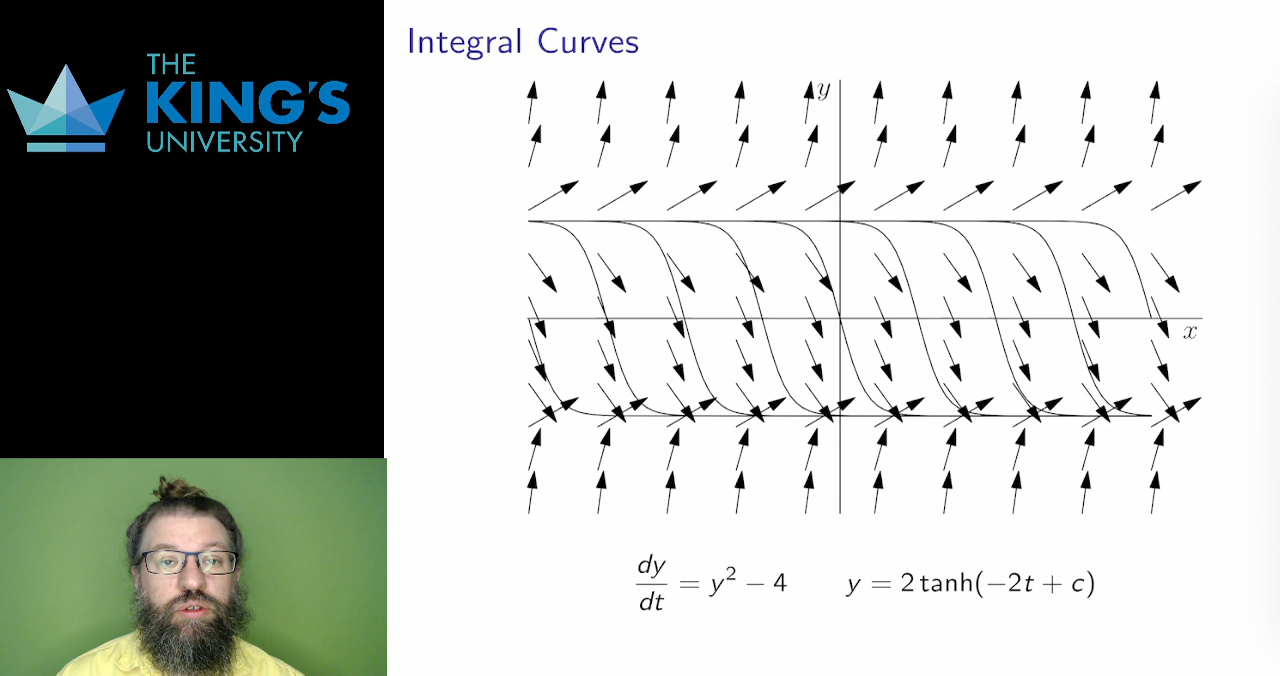 THE
KING'S
UNIVERSITY
Integral Curves
y
x
dy/dt = y² − 4    y = 2 tanh(−2t + c)